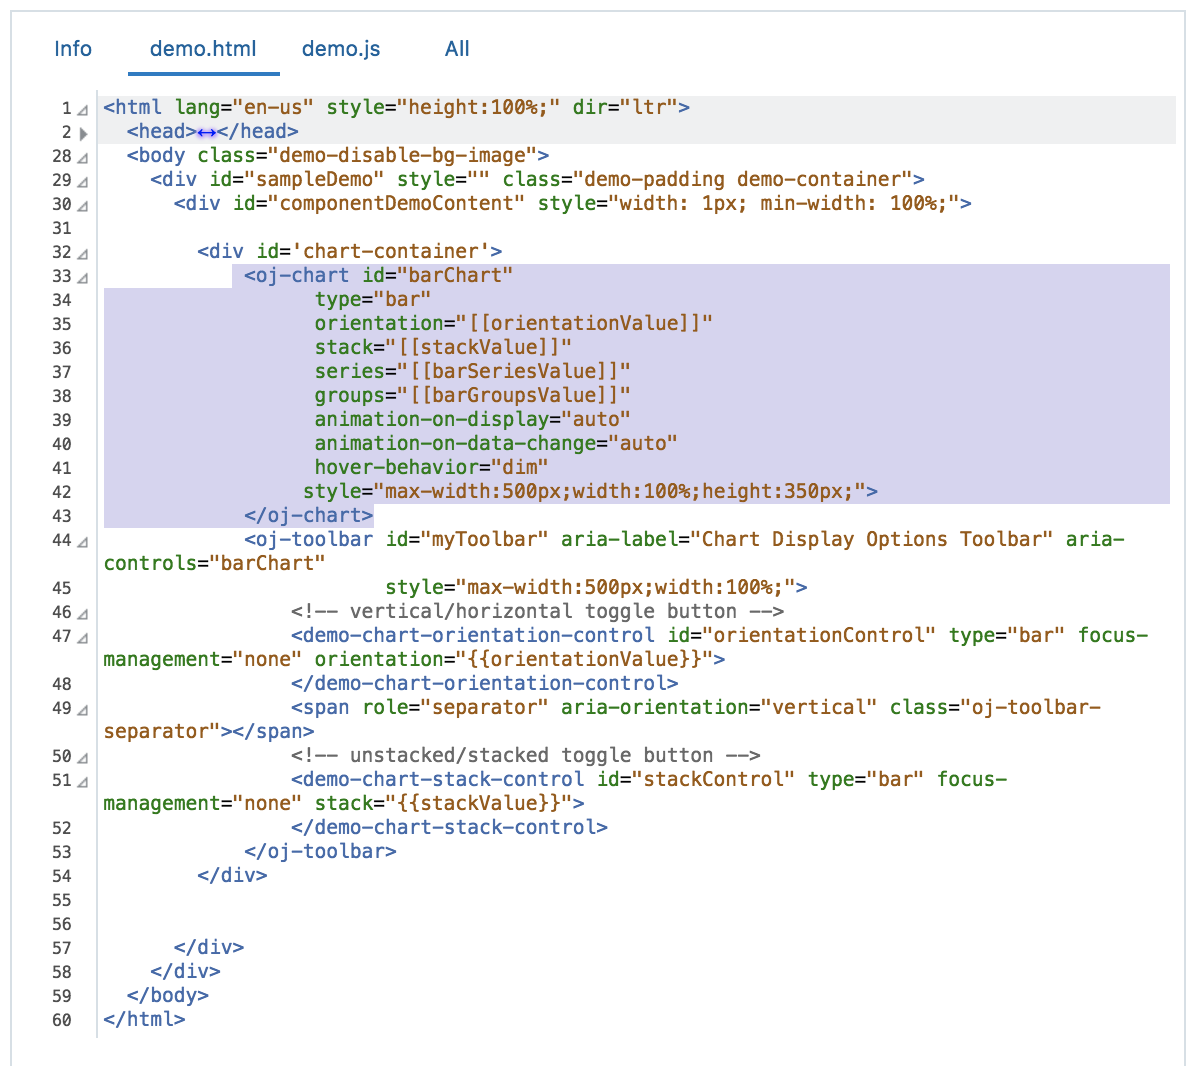 Info demo.html demo.js All
1 <html lang="en-us" style="height:100%;" dir="ltr">
2 <head>↔</head>
28 <body class="demo-disable-bg-image">
29 <div id="sampleDemo" style="" class="demo-padding demo-container">
30 <div id="componentDemoContent" style="width: 1px; min-width: 100%;">
31
32 <div id='chart-container'>
33 <oj-chart id="barChart"
34 type="bar"
35 orientation="[[orientationValue]]"
36 stack="[[stackValue]]"
37 series="[[barSeriesValue]]"
38 groups="[[barGroupsValue]]"
39 animation-on-display="auto"
40 animation-on-data-change="auto"
41 hover-behavior="dim"
42 style="max-width:500px;width:100%;height:350px;">
43 </oj-chart>
44 <oj-toolbar id="myToolbar" aria-label="Chart Display Options Toolbar" aria-
controls="barChart"
45 style="max-width:500px;width:100%;">
46 <!-- vertical/horizontal toggle button -->
47 <demo-chart-orientation-control id="orientationControl" type="bar" focus-
management="none" orientation="{{orientationValue}}">
48 </demo-chart-orientation-control>
49 <span role="separator" aria-orientation="vertical" class="oj-toolbar-
separator"></span>
50 <!-- unstacked/stacked toggle button -->
51 <demo-chart-stack-control id="stackControl" type="bar" focus-
management="none" stack="{{stackValue}}">
52 </demo-chart-stack-control>
53 </oj-toolbar>
54 </div>
55
56
57 </div>
58 </div>
59 </body>
60 </html>